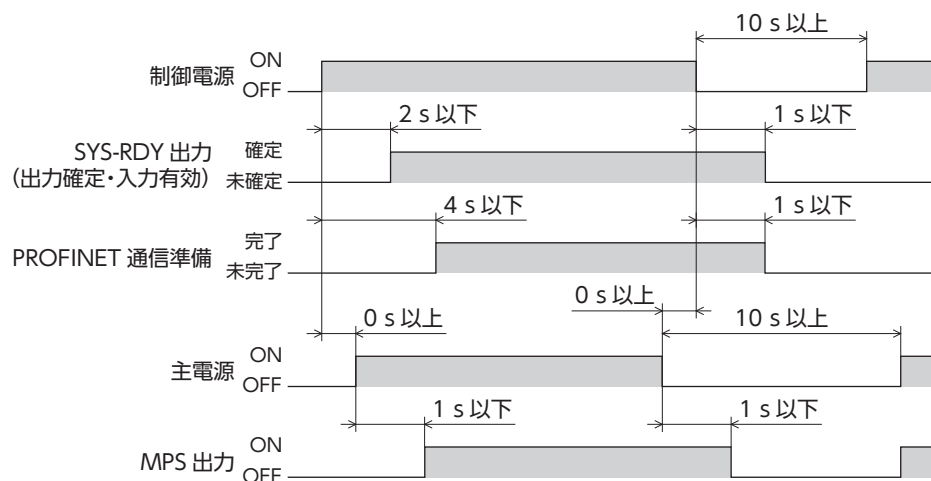 10 s 以上
制御電源 ON
OFF
2 s 以下 1 s 以下
SYS-RDY 出力 確定
(出力確定・入力有効) 未確定
4 s 以下 1 s 以下
PROFINET 通信準備 完了
未完了
0 s 以上
0 s 以上 10 s 以上
主電源 ON
OFF
1 s 以下 1 s 以下
MPS 出力 ON
OFF